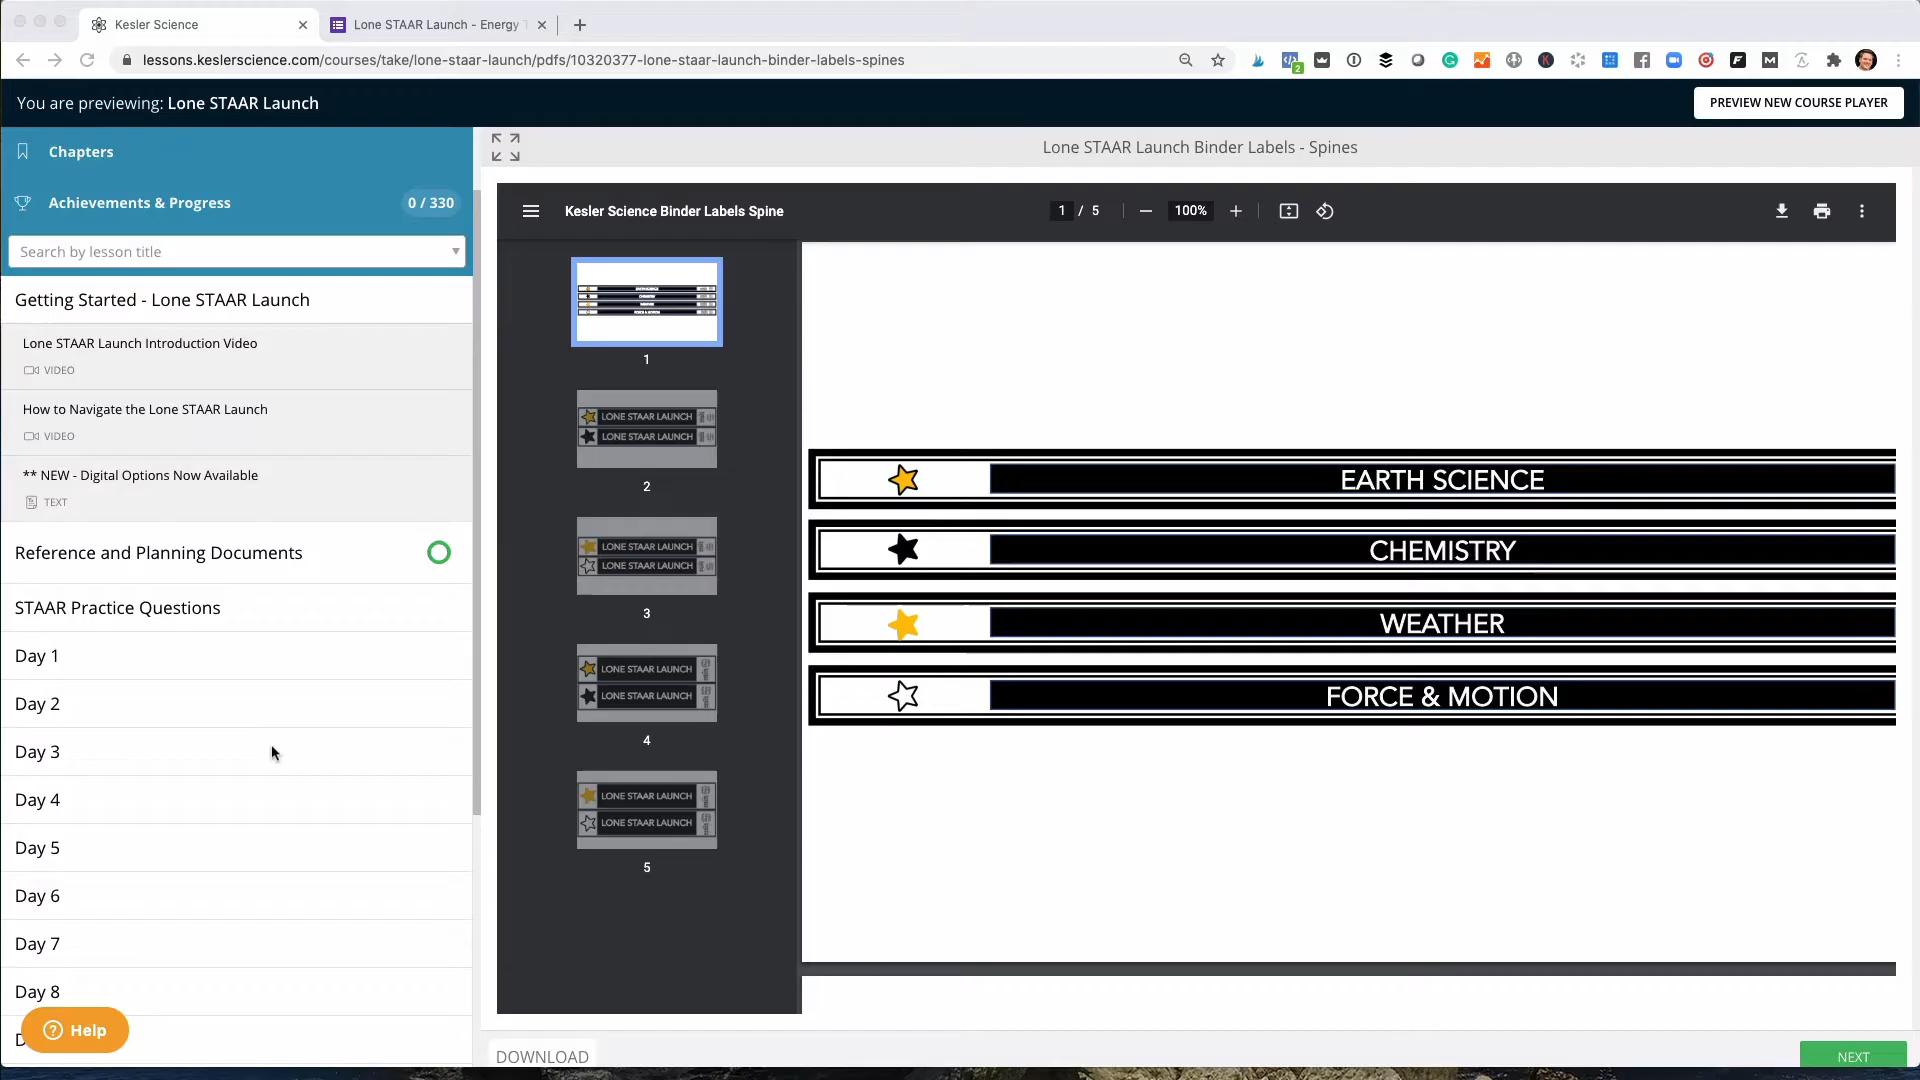 Kesler Science
Lone STAAR Launch - Energy
lessons.keslerscience.com/courses/take/lone-staar-launch/pdfs/10320377-lone-staar-launch-binder-labels-spines
You are previewing: Lone STAAR Launch
PREVIEW NEW COURSE PLAYER
Chapters
Achievements & Progress
0 / 330
Search by lesson title
Getting Started - Lone STAAR Launch
Lone STAAR Launch Introduction Video
VIDEO
How to Navigate the Lone STAAR Launch
VIDEO
** NEW - Digital Options Now Available
TEXT
Reference and Planning Documents
STAAR Practice Questions
Day 1
Day 2
Day 3
Day 4
Day 5
Day 6
Day 7
Day 8
Help
Lone STAAR Launch Binder Labels - Spines
Kesler Science Binder Labels Spine
1 / 5
100%
EARTH SCIENCE
CHEMISTRY
WEATHER
FORCE & MOTION
1
LONE STAAR LAUNCH
LONE STAAR LAUNCH
2
LONE STAAR LAUNCH
LONE STAAR LAUNCH
3
LONE STAAR LAUNCH
LONE STAAR LAUNCH
4
LONE STAAR LAUNCH
LONE STAAR LAUNCH
5
EARTH SCIENCE
CHEMISTRY
WEATHER
FORCE & MOTION
DOWNLOAD
NEXT